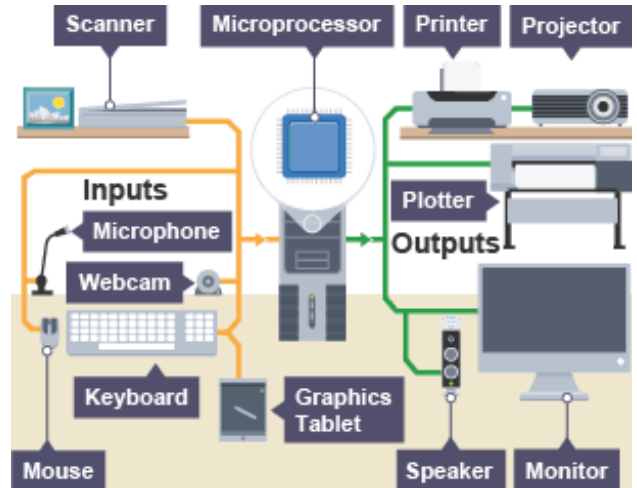 Scanner
Microprocessor
Printer
Projector
Inputs
Microphone
Webcam
Plotter
Outputs
Keyboard
Graphics
Tablet
Mouse
Speaker
Monitor